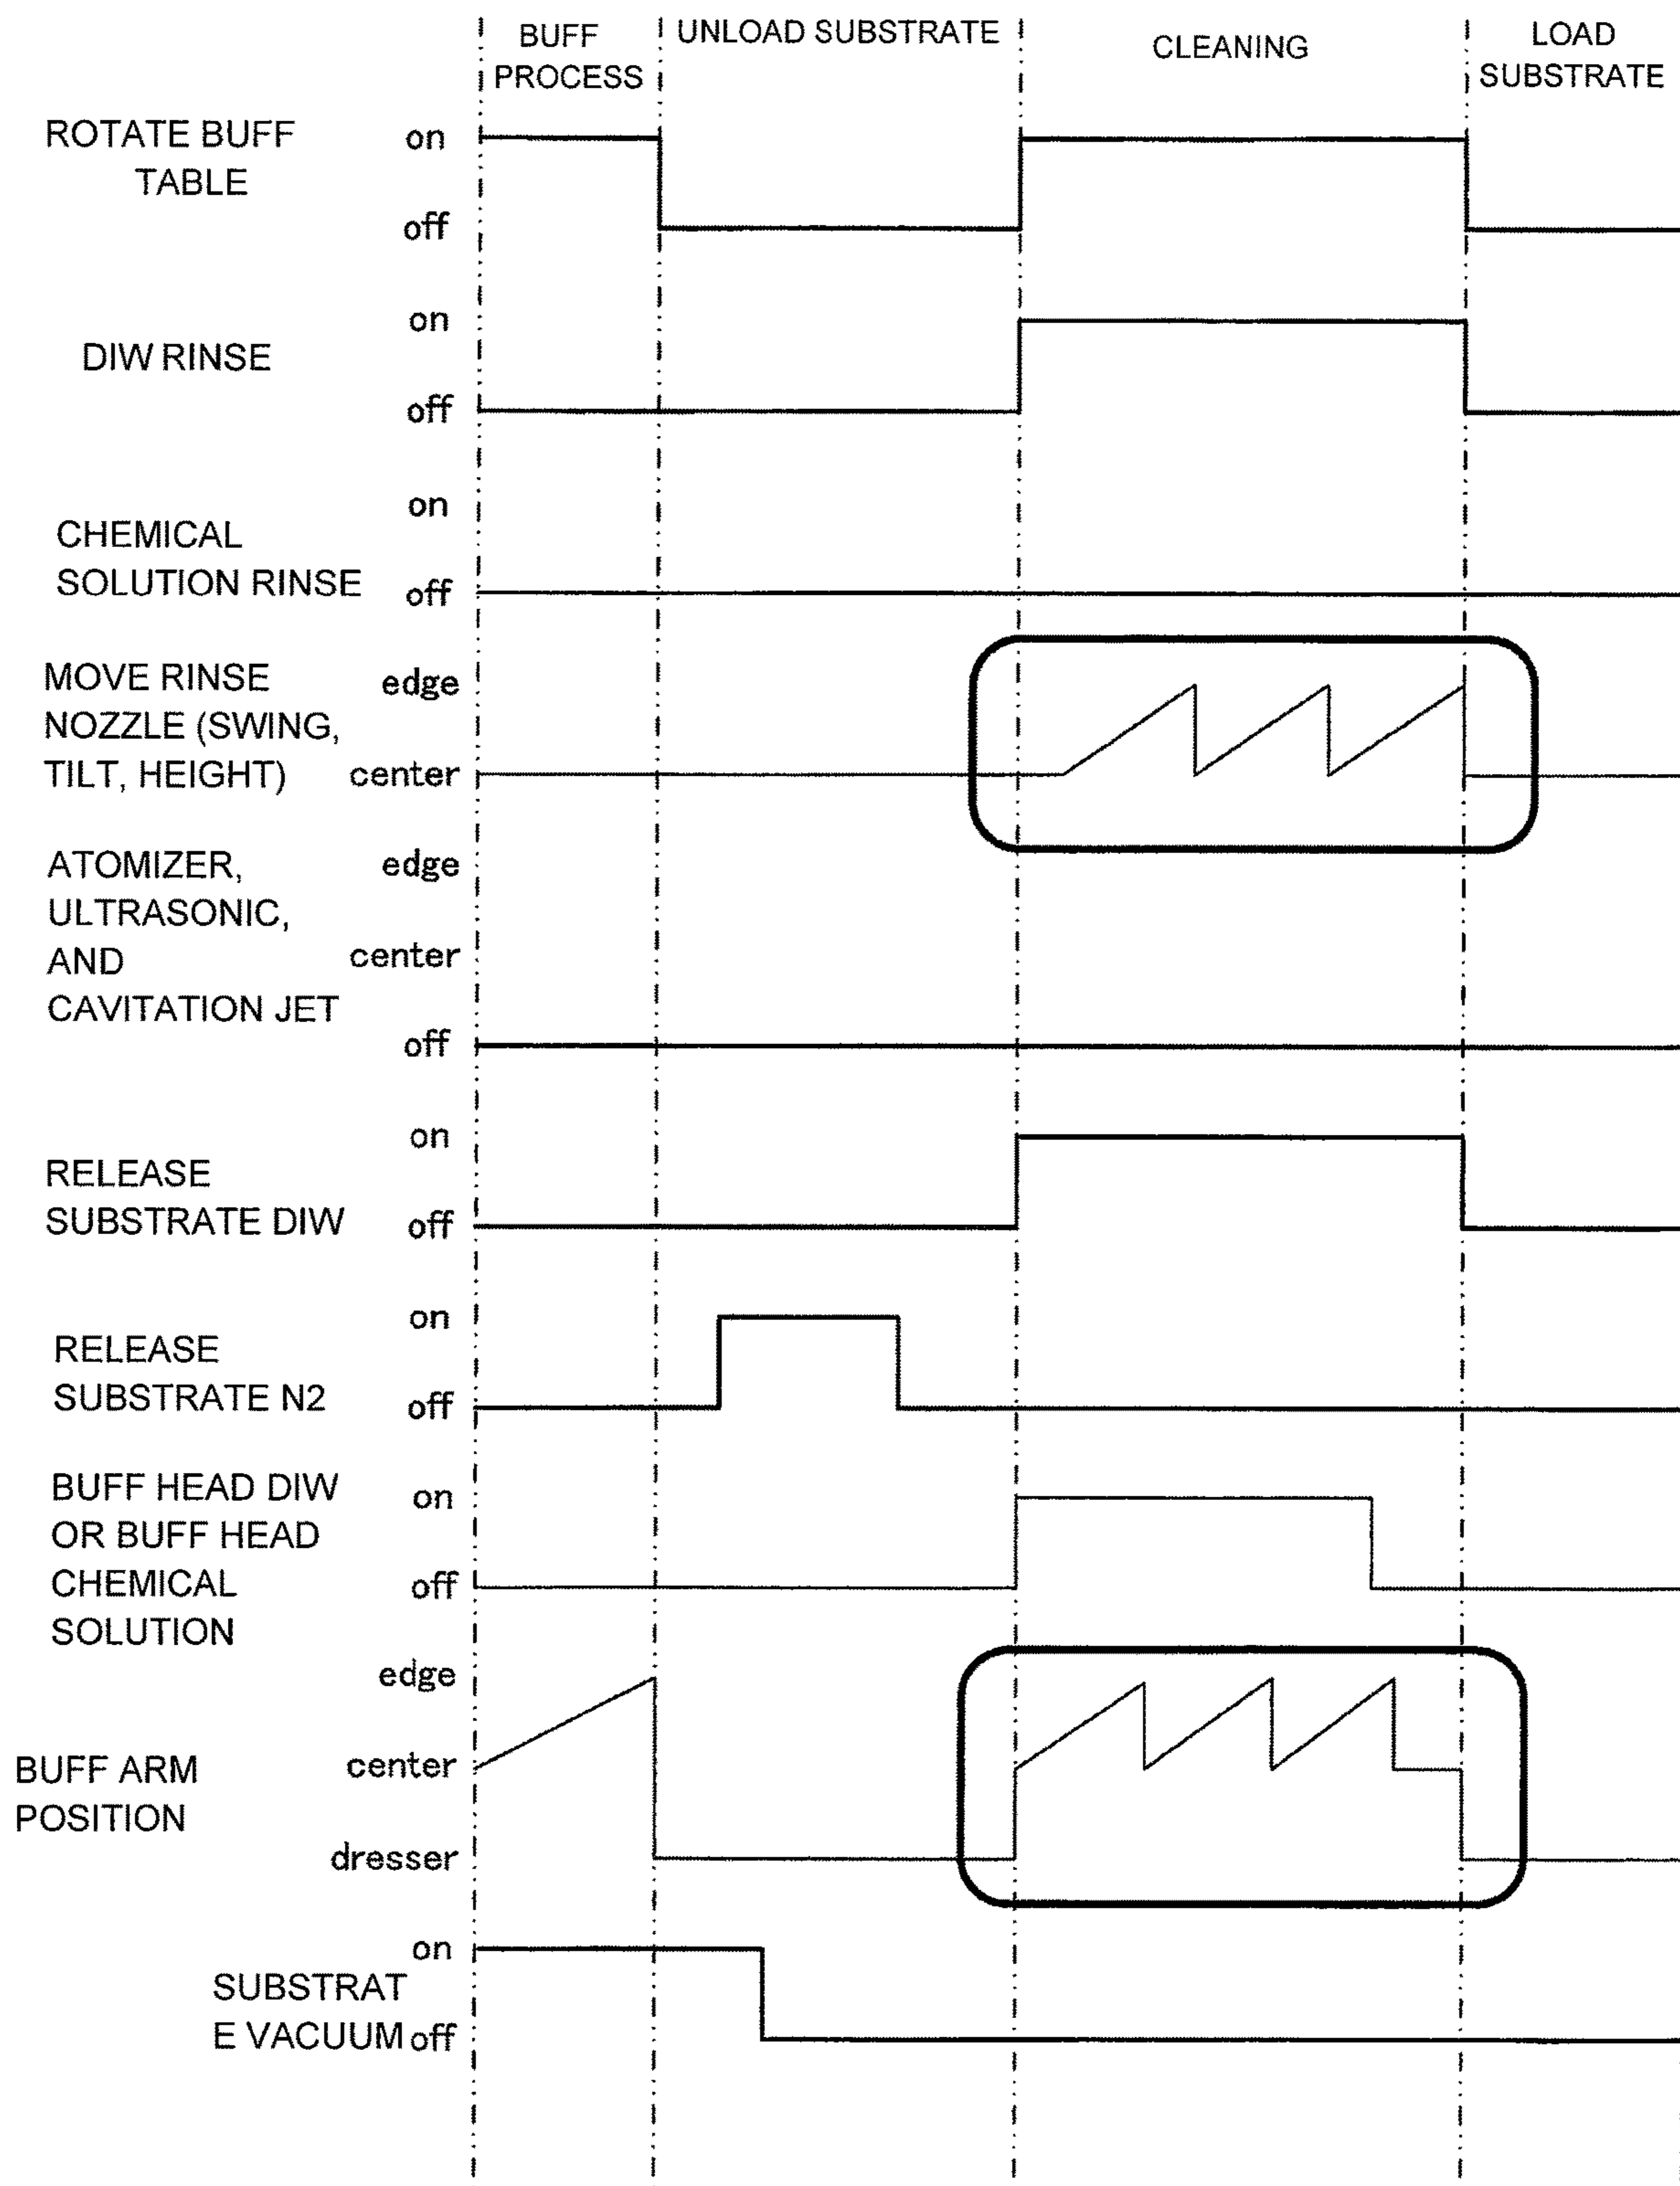 BUFF
PROCESS
UNLOAD SUBSTRATE
CLEANING
LOAD
SUBSTRATE
ROTATE BUFF
TABLE
on
off
DIW RINSE
on
off
CHEMICAL
SOLUTION RINSE
on
off
MOVE RINSE
NOZZLE (SWING,
TILT, HEIGHT)
edge
center
ATOMIZER,
ULTRASONIC,
AND
CAVITATION JET
edge
center
off
RELEASE
SUBSTRATE DIW
on
off
RELEASE
SUBSTRATE N2
on
off
BUFF HEAD DIW
OR BUFF HEAD
CHEMICAL
SOLUTION
on
off
BUFF ARM
POSITION
edge
center
dresser
SUBSTRAT
E VACUUM
on
off